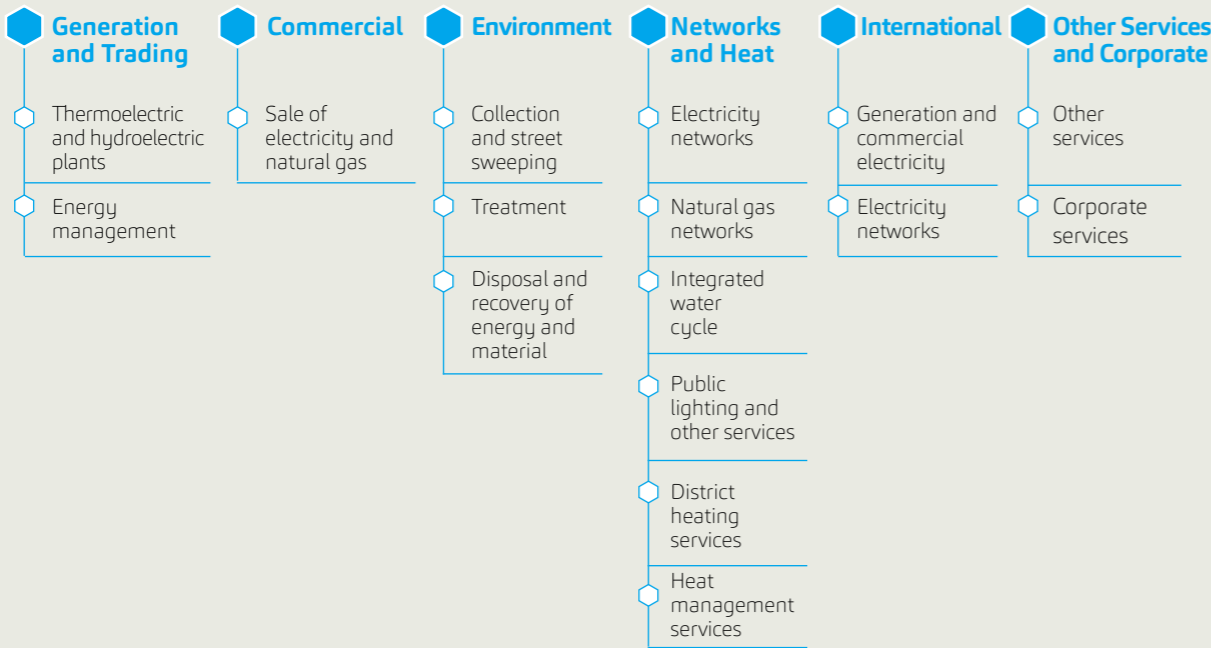 Generation
and Trading
Thermoelectric
and hydroelectric
plants
Energy
management
Commercial
Sale of
electricity and
natural gas
Environment
Collection
and street
sweeping
Treatment
Disposal and
recovery of
energy and
material
Networks
and Heat
Electricity
networks
Natural gas
networks
Integrated
water
cycle
Public
lighting and
other services
District
heating
services
Heat
management
services
International
Generation and
commercial
electricity
Electricity
networks
Other Services
and Corporate
Other
services
Corporate
services